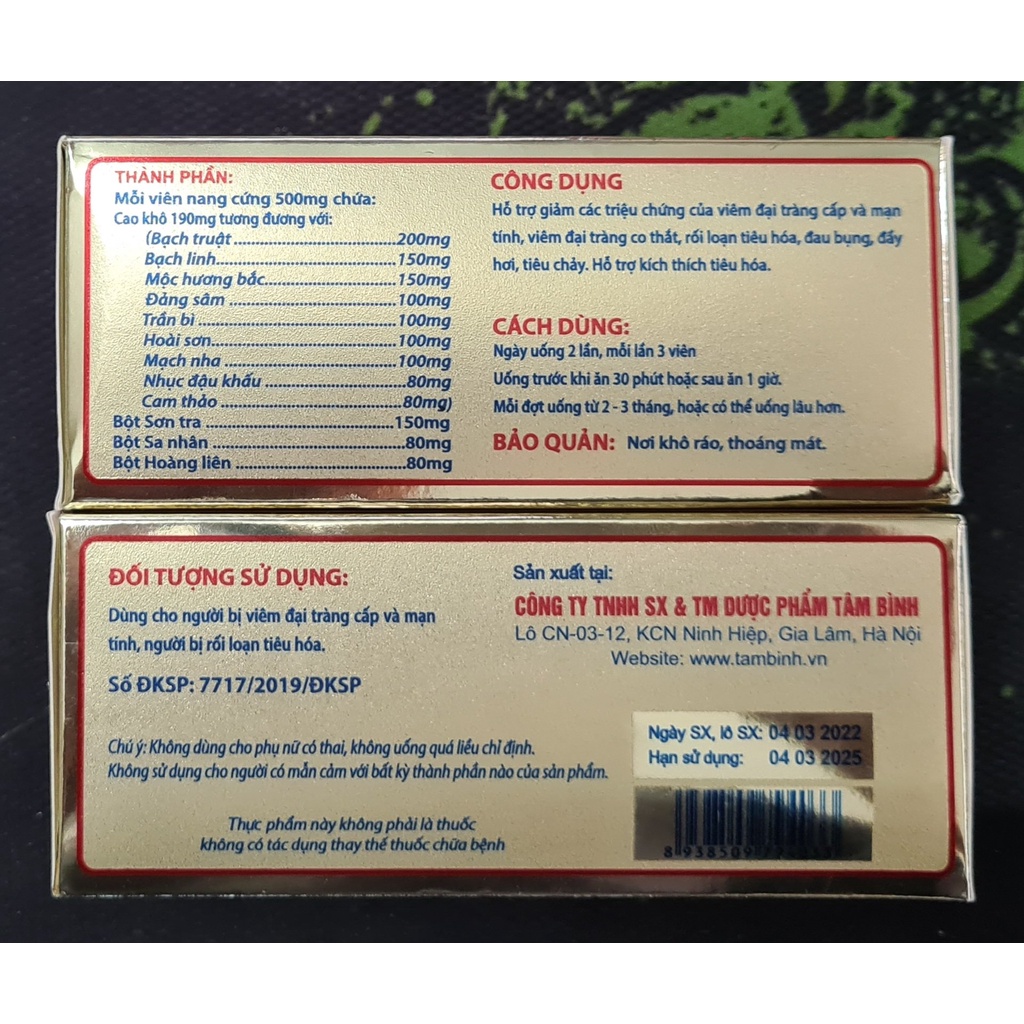 THÀNH PHẦN:
Mỗi viên nang cứng 500mg chứa:
Cao khô 190mg tương đương với:
(Bạch truật........................................200mg
Bạch linh...........................................150mg
Mộc hương bắc................................150mg
Đảng sâm.........................................100mg
Trần bì..............................................100mg
Hoài sơn...........................................100mg
Mạch nha.........................................100mg
Nhục đậu khấu..................................80mg
Cam thảo..........................................80mg)
Bột Sơn tra.......................................150mg
Bột Sa nhân.......................................80mg
Bột Hoàng liên...................................80mg
CÔNG DỤNG
Hỗ trợ giảm các triệu chứng của viêm đại tràng cấp và mạn
tính, viêm đại tràng co thắt, rối loạn tiêu hóa, đau bụng, đầy
hơi, tiêu chảy. Hỗ trợ kích thích tiêu hóa.
CÁCH DÙNG:
Ngày uống 2 lần, mỗi lần 3 viên
Uống trước khi ăn 30 phút hoặc sau ăn 1 giờ.
Mỗi đợt uống từ 2 - 3 tháng, hoặc có thể uống lâu hơn.
BẢO QUẢN: Nơi khô ráo, thoáng mát.
ĐỐI TƯỢNG SỬ DỤNG:
Dùng cho người bị viêm đại tràng cấp và mạn
tính, người bị rối loạn tiêu hóa.
Số ĐKSP: 7717/2019/ĐKSP
Chú ý: Không dùng cho phụ nữ có thai, không uống quá liều chỉ định.
Không sử dụng cho người có mẫn cảm với bất kỳ thành phần nào của sản phẩm.
Thực phẩm này không phải là thuốc
không có tác dụng thay thế thuốc chữa bệnh
Sản xuất tại:
CÔNG TY TNHH SX & TM DƯỢC PHẨM TÂM BÌNH
Lô CN-03-12, KCN Ninh Hiệp, Gia Lâm, Hà Nội
Website: www.tambinh.vn
Ngày SX, lô SX: 04 03 2022
Hạn sử dụng: 04 03 2025